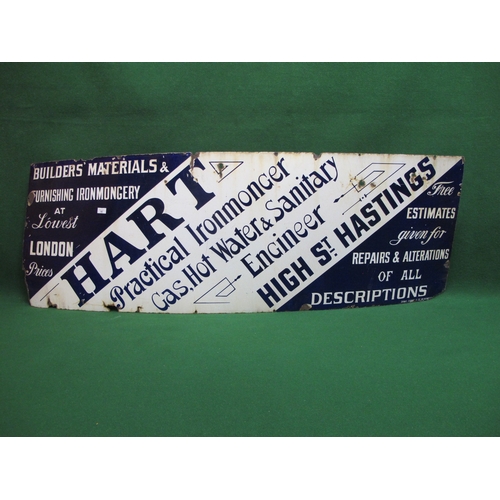 BUILDERS' MATERIALS &
FURNISHING IRONMONGERY
AT
Lowest
LONDON
Prices
HART
Practical Ironmonger
Gas, Hot Water & Sanitary
Engineer
HIGH ST HASTINGS
Free
ESTIMATES
given for
REPAIRS & ALTERATIONS
OF ALL
DESCRIPTIONS